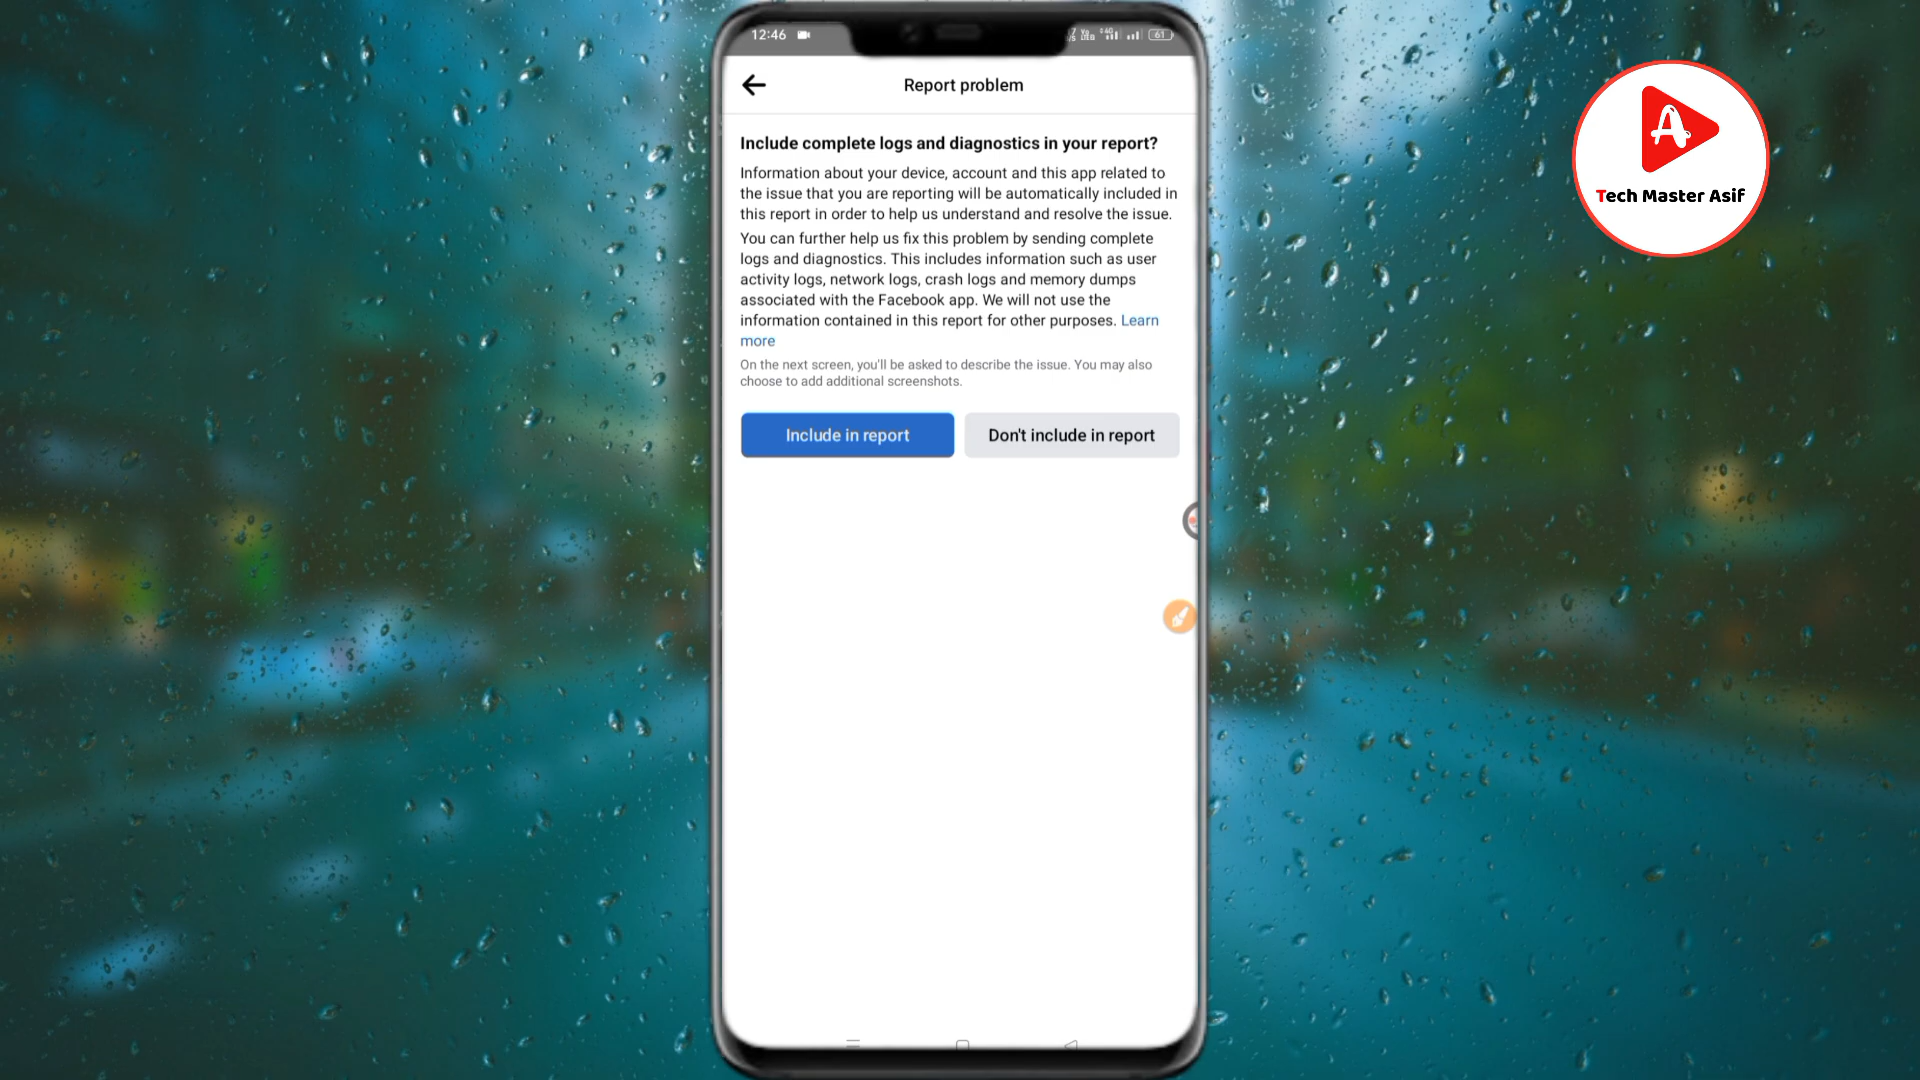 12:46
61
Report problem
Include complete logs and diagnostics in your report?
Information about your device, account and this app related to
the issue that you are reporting will be automatically included in
this report in order to help us understand and resolve the issue.
You can further help us fix this problem by sending complete
logs and diagnostics. This includes information such as user
activity logs, network logs, crash logs and memory dumps
associated with the Facebook app. We will not use the
information contained in this report for other purposes. Learn
more
On the next screen, you'll be asked to describe the issue. You may also
choose to add additional screenshots.
Include in report
Don't include in report
A
Tech Master Asif